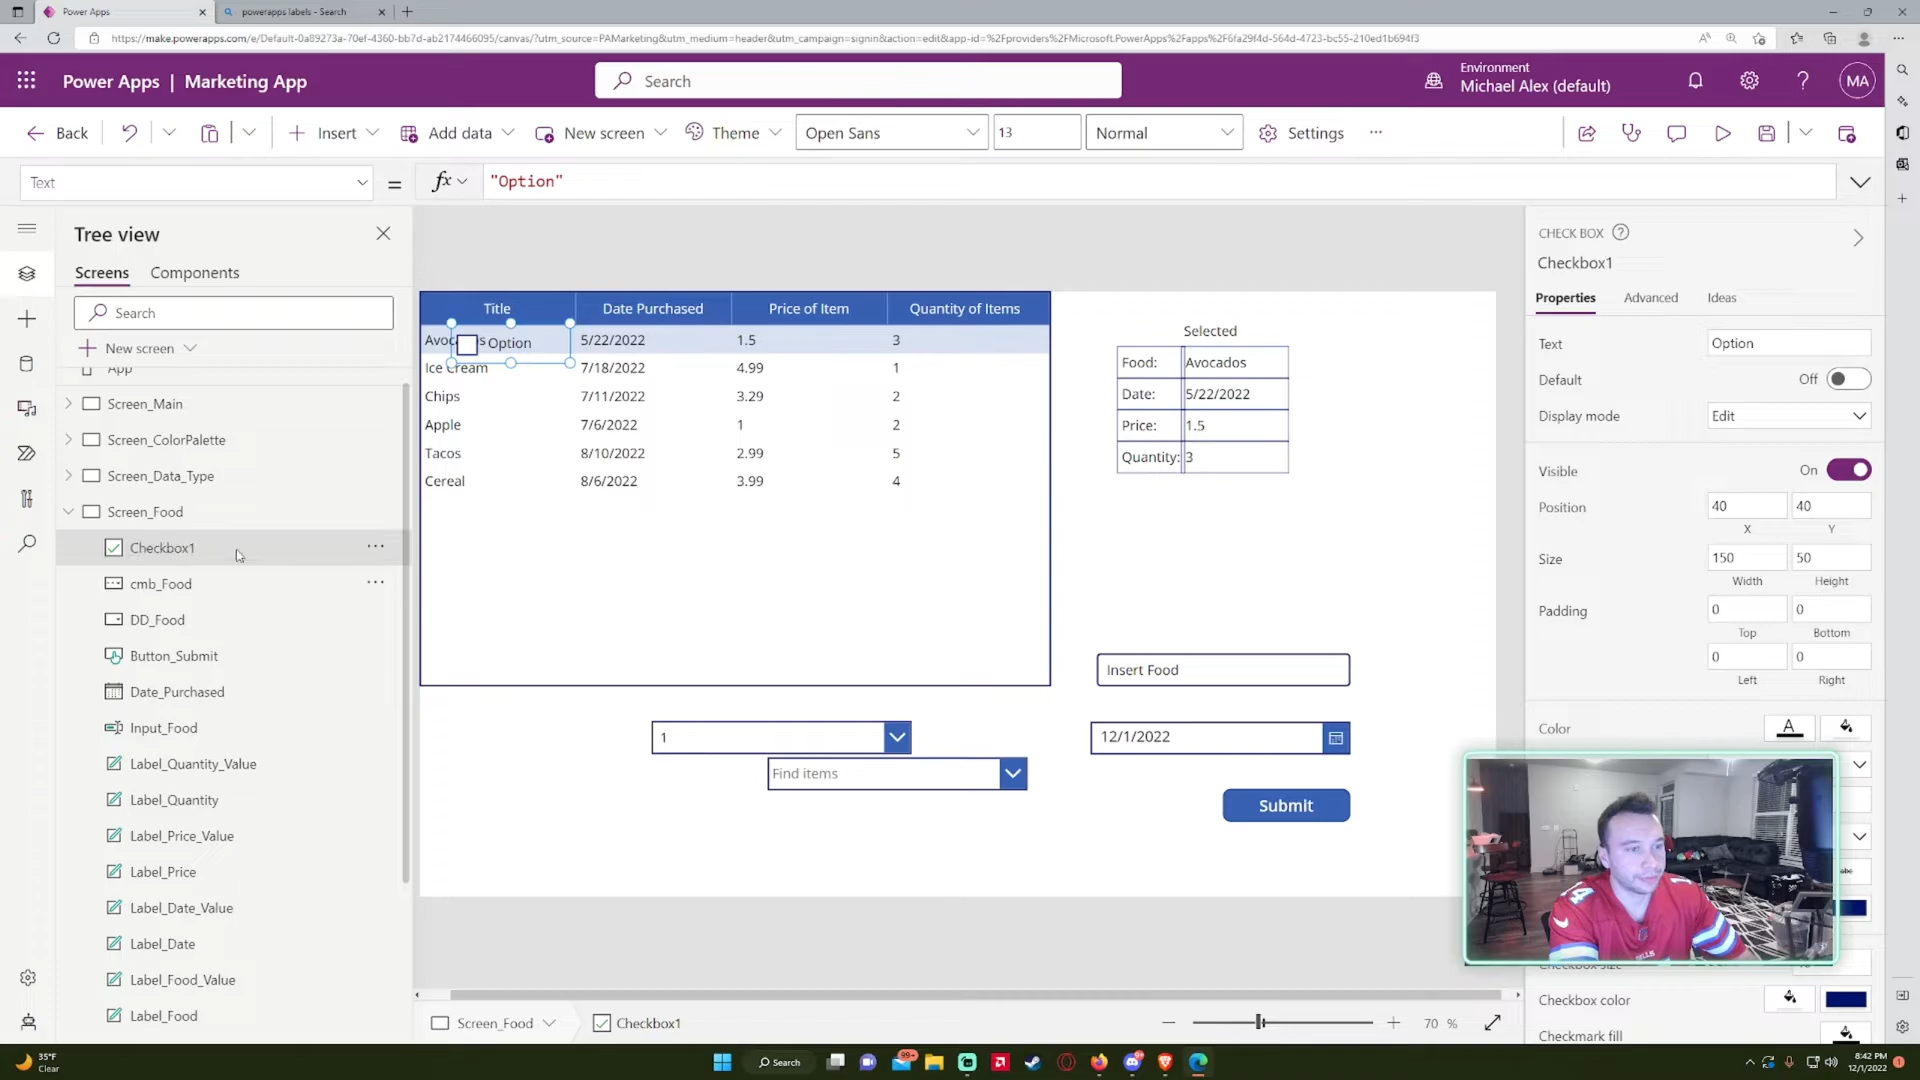 Power Apps
powerapps labels - Search
https://make.powerapps.com/e/Default-0a89273a-70ef-4360-bb7d-ab2174466095/canvas/?utm_source=PAMarketing&utm_medium=header&utm_campaign=signin&action=edit&app-id=%2Fproviders%2FMicrosoft.PowerApps%2Fapps%2F6fa29f4d-564d-4723-bc55-210ed1b694f3
Power Apps | Marketing App
Search
Environment
Michael Alex (default)
MA
Back
Insert
Add data
New screen
Theme
Open Sans
13
Normal
Settings
Text
=
fx
"Option"
Tree view
Screens
Components
Search
New screen
App
Screen_Main
Screen_ColorPalette
Screen_Data_Type
Screen_Food
Checkbox1
cmb_Food
DD_Food
Button_Submit
Date_Purchased
Input_Food
Label_Quantity_Value
Label_Quantity
Label_Price_Value
Label_Price
Label_Date_Value
Label_Date
Label_Food_Value
Label_Food
Title Date Purchased Price of Item Quantity of Items
Option 5/22/2022 1.5 3
Ice Cream 7/18/2022 4.99 1
Chips 7/11/2022 3.29 2
Apple 7/6/2022 1 2
Tacos 8/10/2022 2.99 5
Cereal 8/6/2022 3.99 4
Selected
Food: Avocados
Date: 5/22/2022
Price: 1.5
Quantity: 3
Insert Food
1
12/1/2022
Find items
Submit
Screen_Food
Checkbox1
70 %
CHECK BOX
Checkbox1
Properties
Advanced
Ideas
Text
Option
Default
Off
Display mode
Edit
Visible
On
Position
40
40
X
Y
Size
150
50
Width
Height
Padding
0
0
Top
Bottom
0
0
Left
Right
Color
A
Checkbox size
Checkbox color
Checkmark fill
35°F
Clear
Search
99+
8:42 PM
12/1/2022